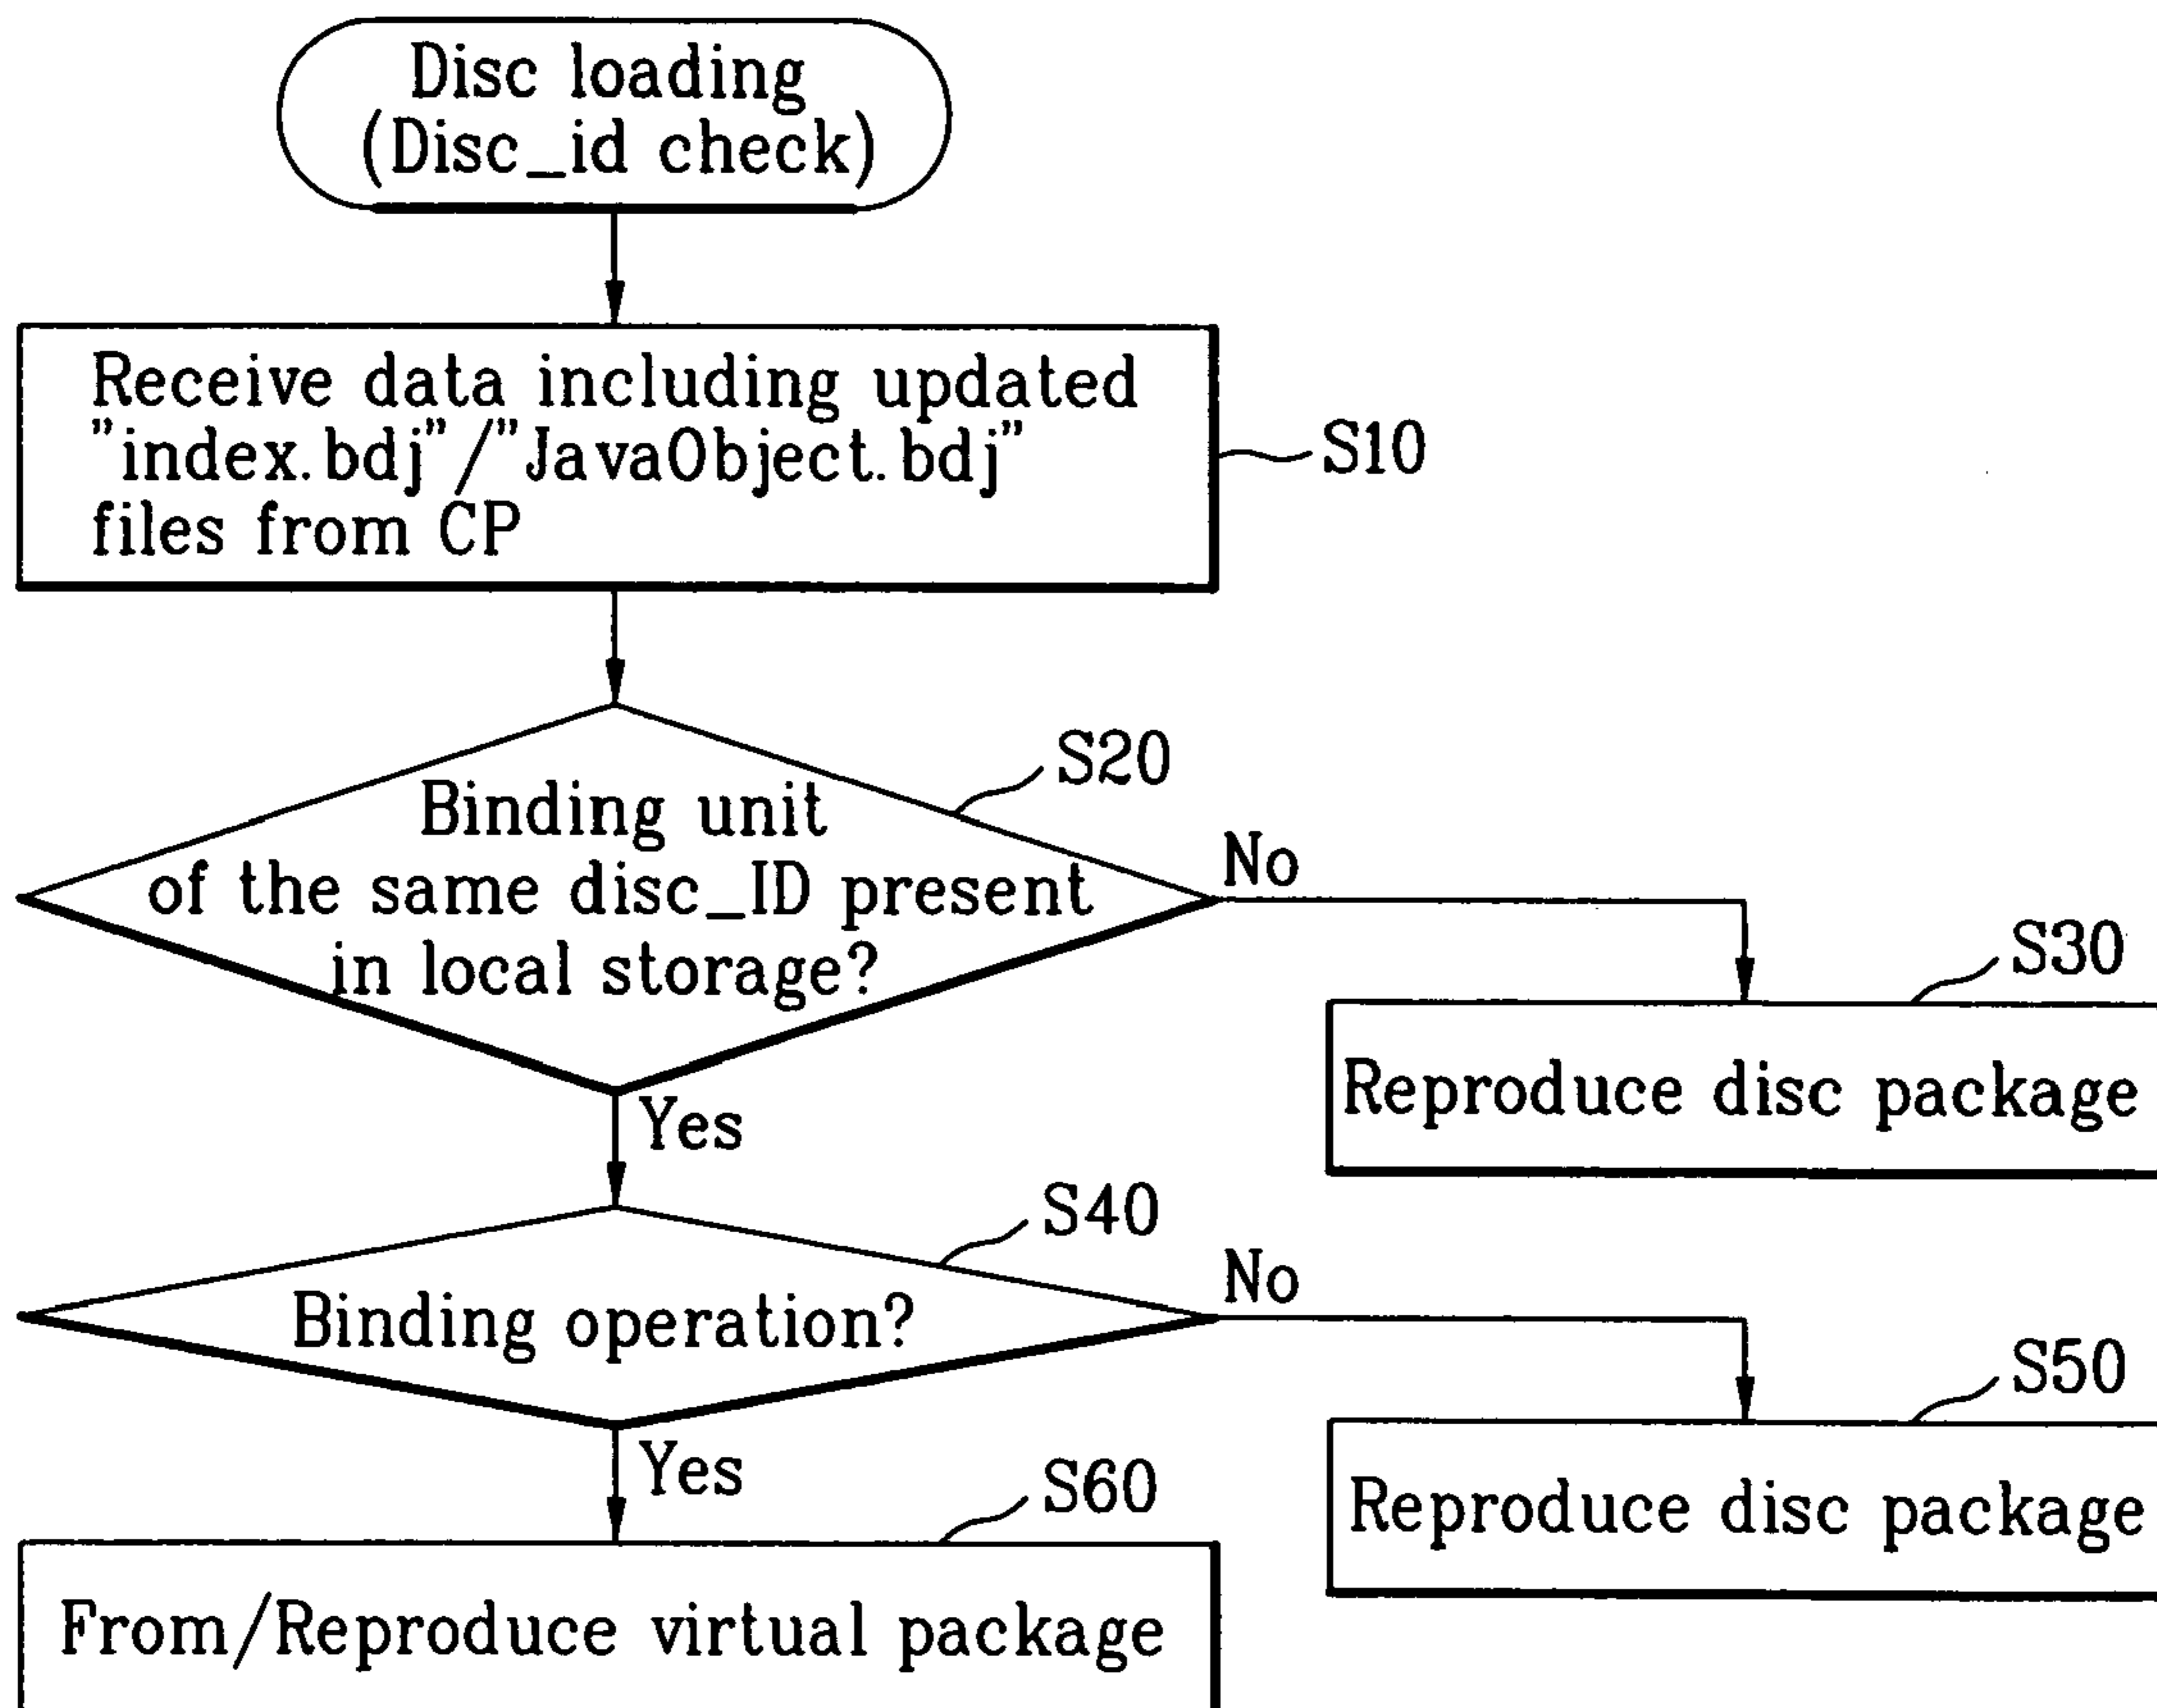 Disc loading
(Disc_id check)
Receive data including updated
"index.bdj"/"JavaObject.bdj"
files from CP
S10
S20
Binding unit
of the same disc_ID present
in local storage?
No
S30
Reproduce disc package
Yes
S40
Binding operation?
No
S50
Reproduce disc package
Yes
S60
From/Reproduce virtual package